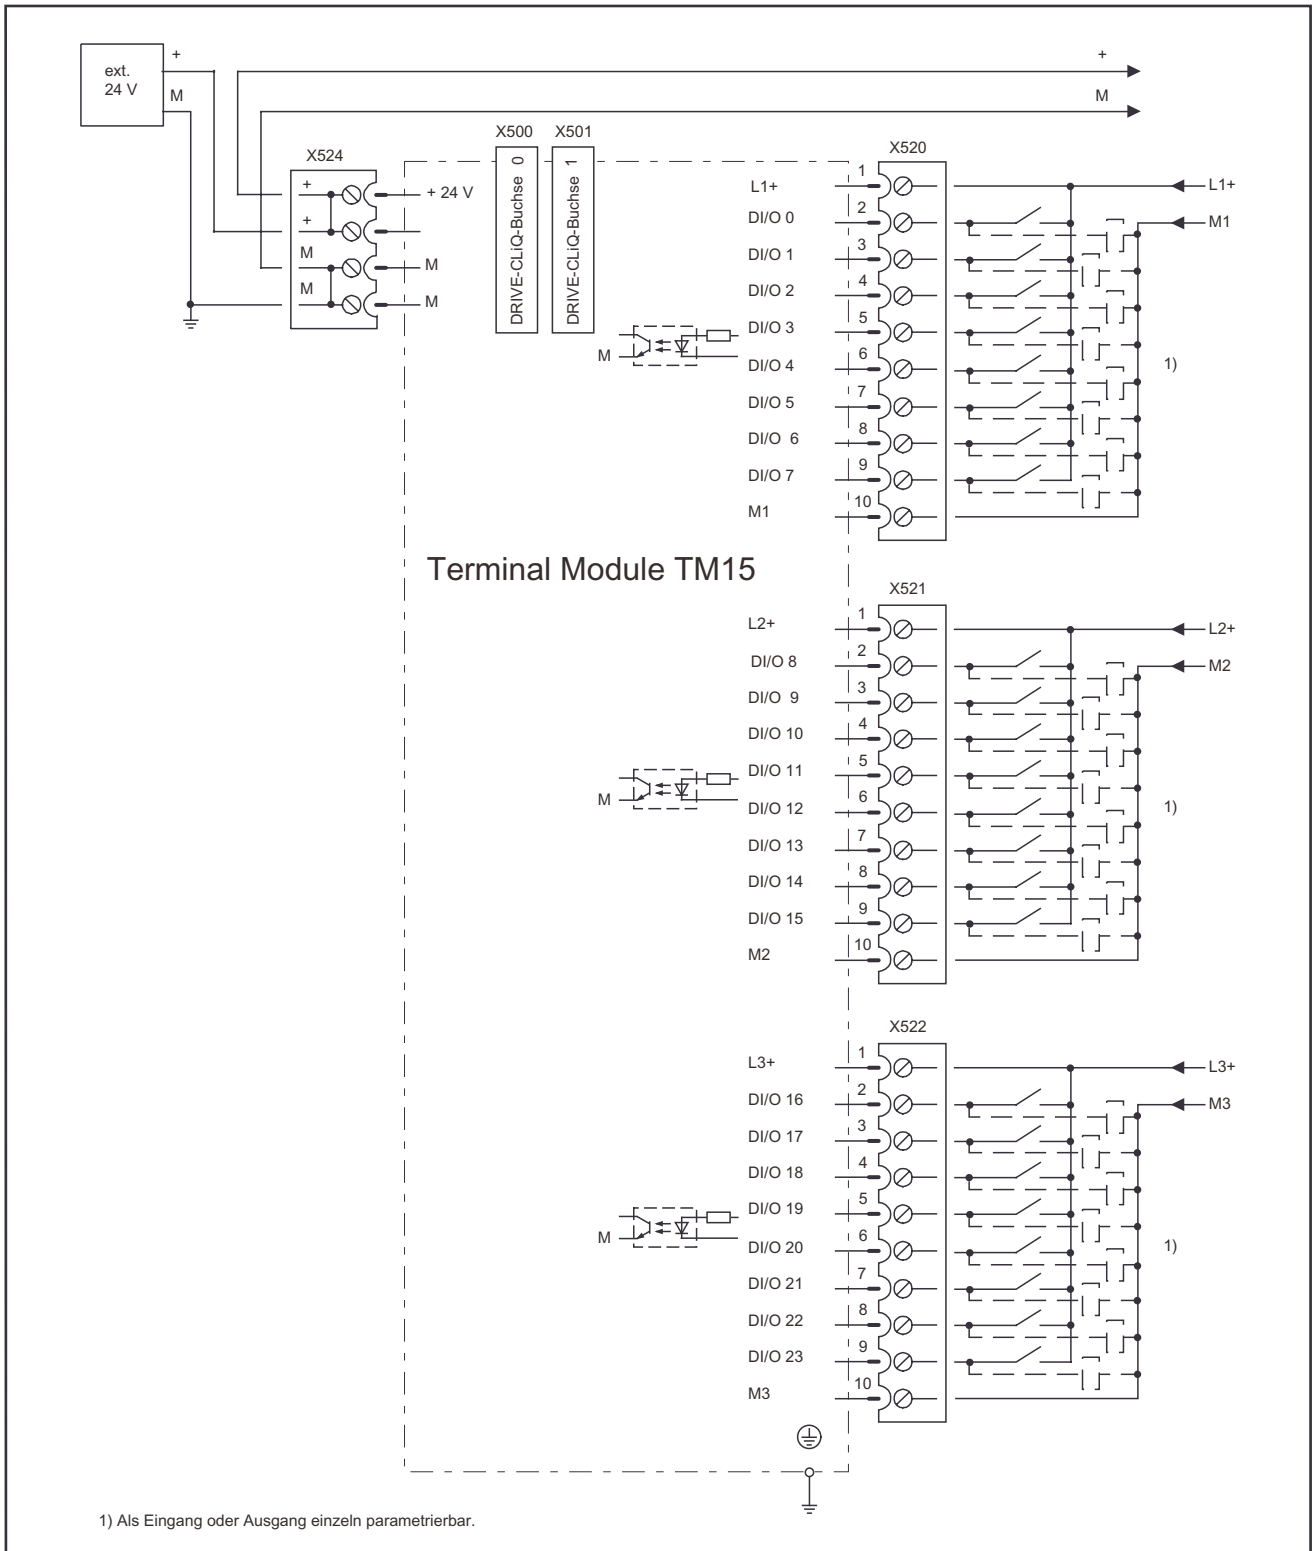 ext.
24 V
+
M
+
M
X524
+
+
M
M
+ 24 V
M
M
X500
X501
DRIVE-CLiQ-Buchse 0
DRIVE-CLiQ-Buchse 1
X520
L1+ 1
DI/O 0 2
DI/O 1 3
DI/O 2 4
DI/O 3 5
DI/O 4 6
DI/O 5 7
DI/O 6 8
DI/O 7 9
M1 10
M
L1+
M1
1)
Terminal Module TM15
X521
L2+ 1
DI/O 8 2
DI/O 9 3
DI/O 10 4
DI/O 11 5
DI/O 12 6
DI/O 13 7
DI/O 14 8
DI/O 15 9
M2 10
M
L2+
M2
1)
X522
L3+ 1
DI/O 16 2
DI/O 17 3
DI/O 18 4
DI/O 19 5
DI/O 20 6
DI/O 21 7
DI/O 22 8
DI/O 23 9
M3 10
M
L3+
M3
1)
1) Als Eingang oder Ausgang einzeln parametrierbar.